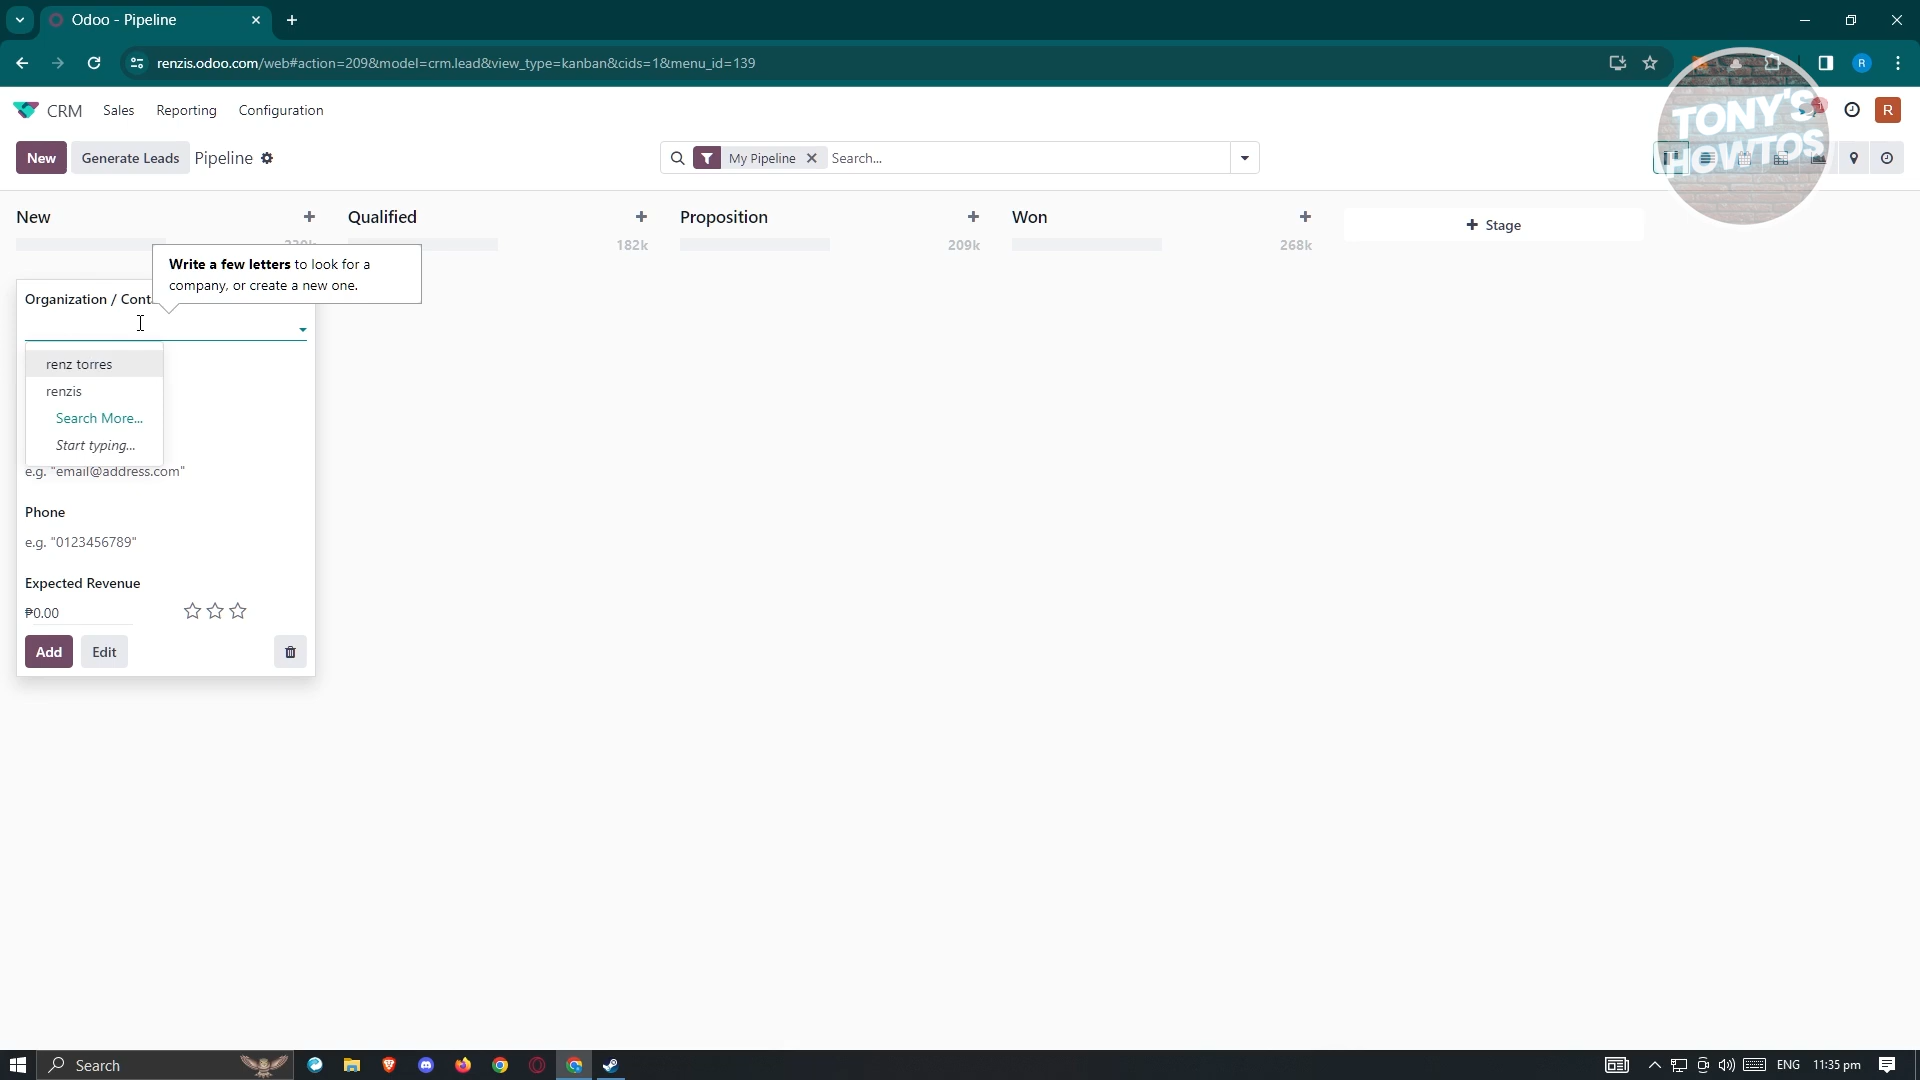 Odoo - Pipeline
renzis.odoo.com/web#action=209&model=crm.lead&view_type=kanban&cids=1&menu_id=139
R
CRM
Sales
Reporting
Configuration
R
TONY'S
HOWTOS
New
Generate Leads
Pipeline
My Pipeline
Search...
New
Qualified
Proposition
Won
Stage
182k
209k
268k
Write a few letters to look for a
company, or create a new one.
Organization /
renz torres
renzis
Search More...
Start typing...
e.g. "email@address.com"
Phone
e.g. "0123456789"
Expected Revenue
₱0.00
Add
Edit
Search
ENG
11:35 pm